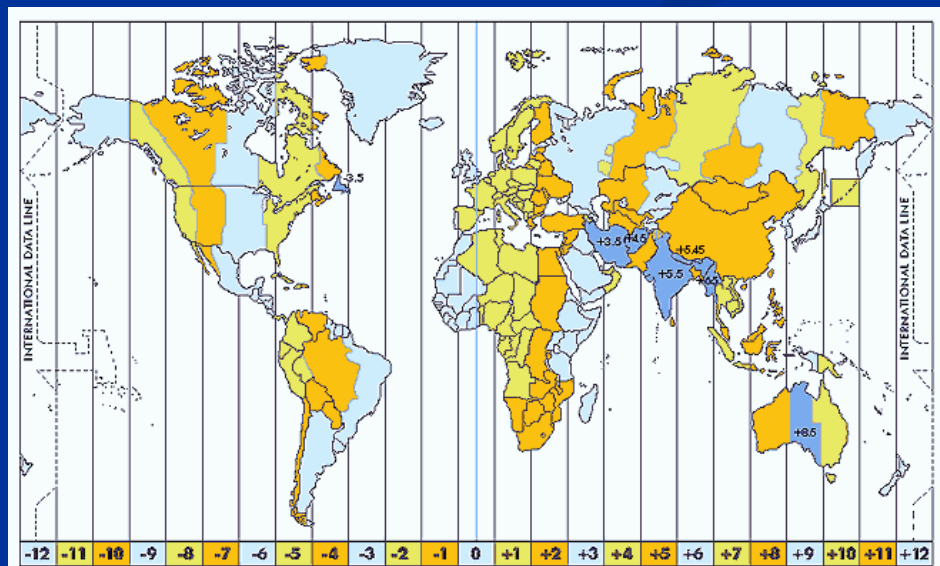 -3.5
+3.5
+4.5
+5.45
+5.5
+6.5
+8.5
INTERNATIONAL DATA LINE
INTERNATIONAL DATA LINE
-12 -11 -10 -9 -8 -7 -6 -5 -4 -3 -2 -1 0 +1 +2 +3 +4 +5 +6 +7 +8 +9 +10 +11 +12